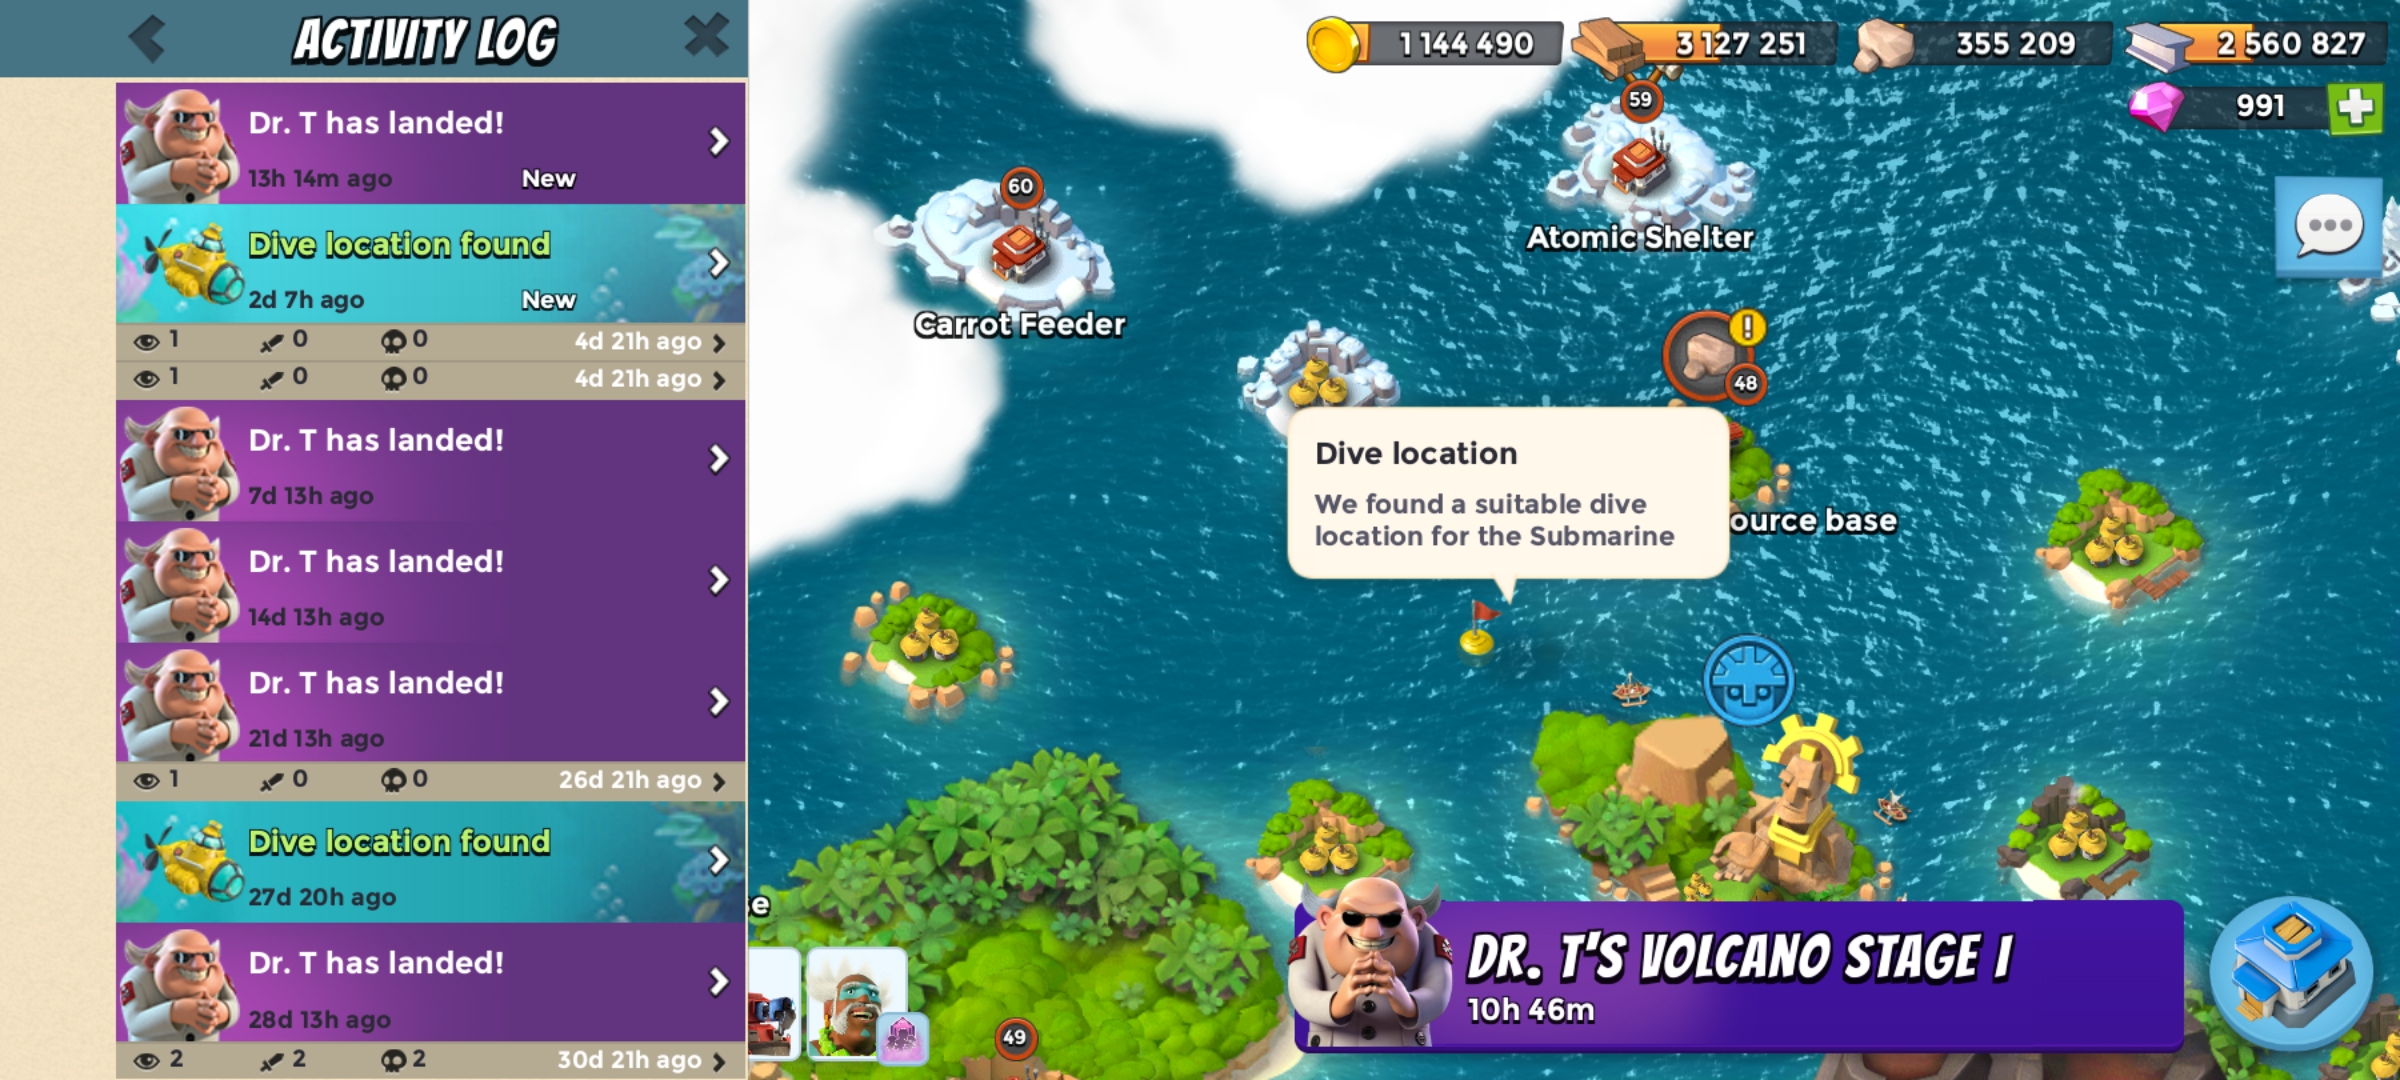 ACTIVITY LOG
Dr. T has landed!
13h 14m ago
New
Dive location found
2d 7h ago
New
1 0 0 4d 21h ago
1 0 0 4d 21h ago
Dr. T has landed!
7d 13h ago
Dr. T has landed!
14d 13h ago
Dr. T has landed!
21d 13h ago
1 0 0 26d 21h ago
Dive location found
27d 20h ago
Dr. T has landed!
28d 13h ago
2 2 2 30d 21h ago
1 144 490
3 127 251
355 209
2 560 827
991
59
Atomic Shelter
60
Carrot Feeder
!
48
Dive location
We found a suitable dive
location for the Submarine
ource base
e
49
DR. T'S VOLCANO STAGE I
10h 46m